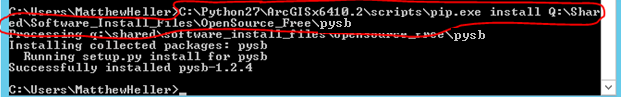 C:\Users\MatthewHeller>C:\Python27\ArcGISx6410.2\scripts\pip.exe install Q:\Shar
ed\Software_Install_Files\OpenSource_Free\pysb
Processing q:\shared\software_install_files\opensource_free\pysb
Installing collected packages: pysb
Running setup.py install for pysb
Successfully installed pysb-1.2.4
C:\Users\MatthewHeller>_